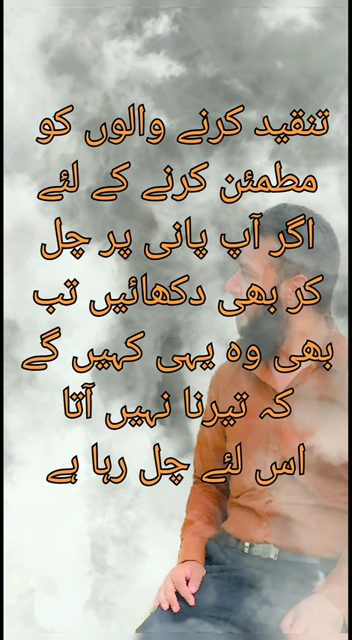 تنقید کرنے والوں کو
مطمئن کرنے کے لئے
اگر آپ پانی پر چل
کر بھی دکھائیں تب
بھی وہ یہی کہیں گے
کہ تیرنا نہیں آتا
اس لئے چل رہا ہے